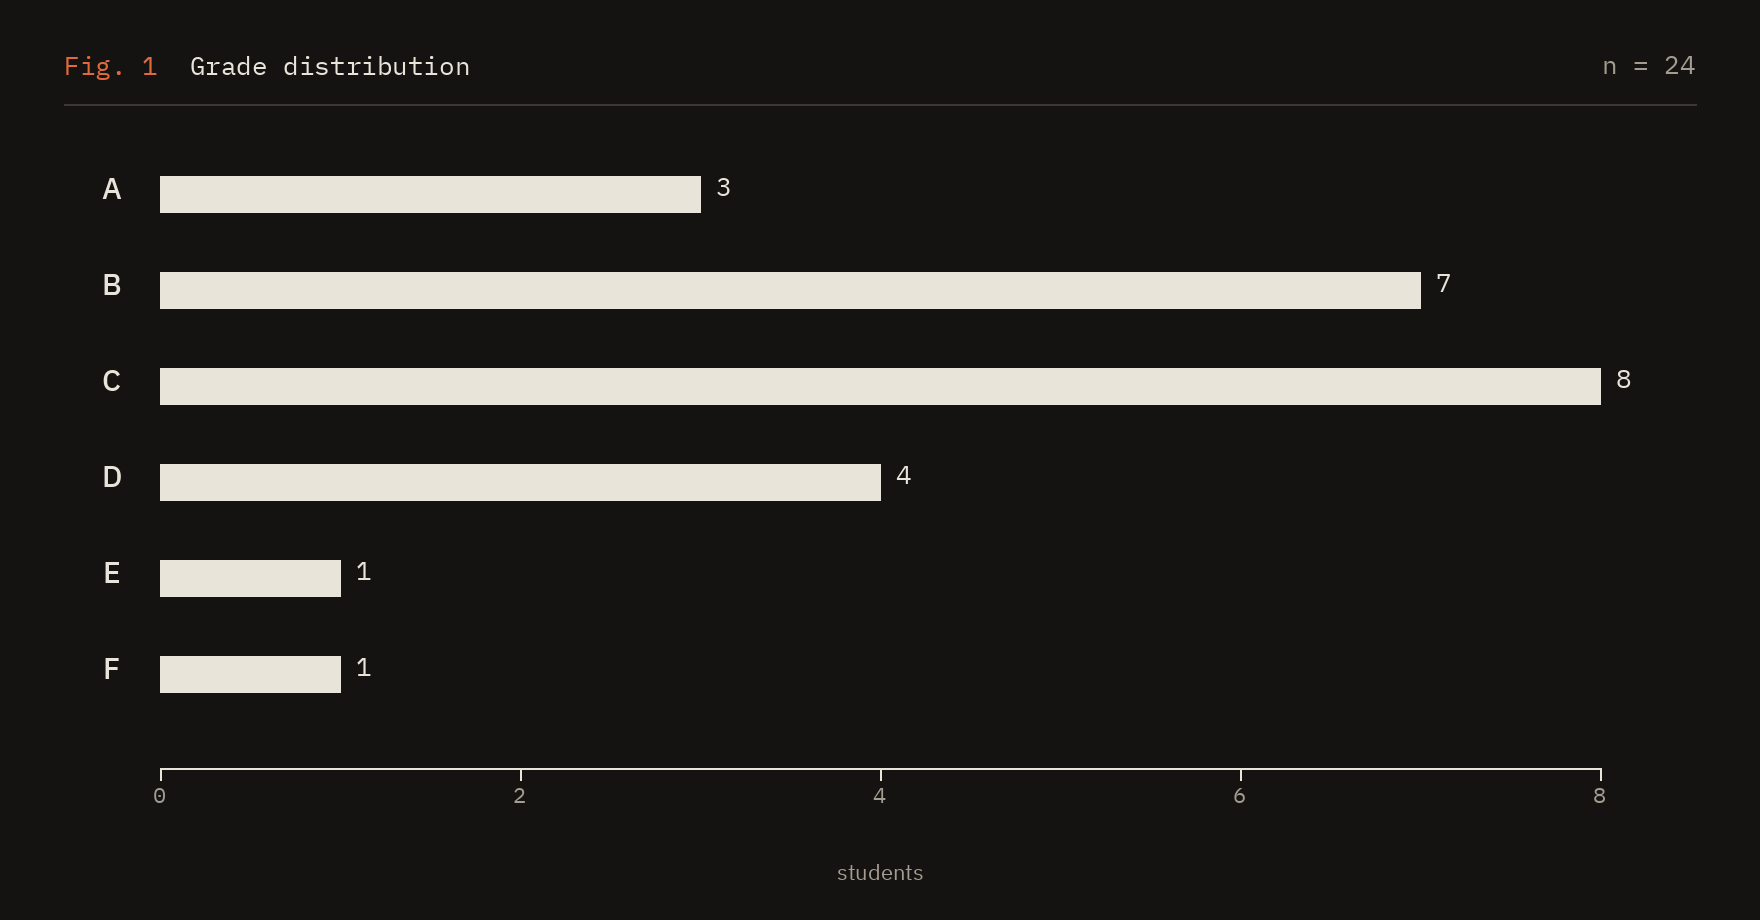 Fig. 1 Grade distribution n = 24
A 3
B 7
C 8
D 4
E 1
F 1
0 2 4 6 8
students